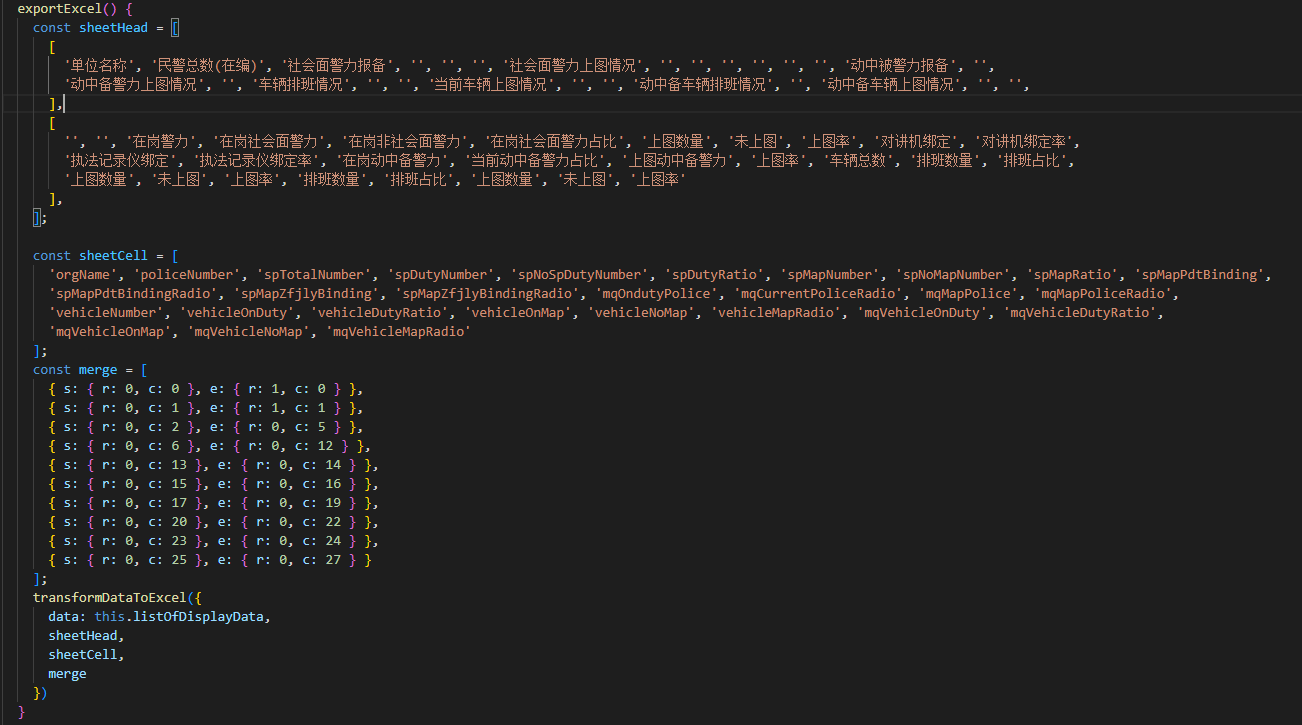 exportExcel() {
const sheetHead = [
[
'单位名称', '民警总数(在编)', '社会面警力报备', '', '', '', '社会面警力上图情况', '', '', '', '', '', '', '动中被警力报备', '',
'动中备警力上图情况', '', '车辆排班情况', '', '', '当前车辆上图情况', '', '', '动中备车辆排班情况', '', '动中备车辆上图情况', '', '',
],
[
'', '', '在岗警力', '在岗社会面警力', '在岗非社会面警力', '在岗社会面警力占比', '上图数量', '未上图', '上图率', '对讲机绑定', '对讲机绑定率',
'执法记录仪绑定', '执法记录仪绑定率', '在岗动中备警力', '当前动中备警力占比', '上图动中备警力', '上图率', '车辆总数', '排班数量', '排班占比',
'上图数量', '未上图', '上图率', '排班数量', '排班占比', '上图数量', '未上图', '上图率'
],
];
const sheetCell = [
'orgName', 'policeNumber', 'spTotalNumber', 'spDutyNumber', 'spNoSpDutyNumber', 'spDutyRatio', 'spMapNumber', 'spNoMapNumber', 'spMapRatio', 'spMapPdtBinding',
'spMapPdtBindingRadio', 'spMapZfjlyBinding', 'spMapZfjlyBindingRadio', 'mqOndutyPolice', 'mqCurrentPoliceRadio', 'mqMapPolice', 'mqMapPoliceRadio',
'vehicleNumber', 'vehicleOnDuty', 'vehicleDutyRatio', 'vehicleOnMap', 'vehicleNoMap', 'vehicleMapRadio', 'mqVehicleOnDuty', 'mqVehicleDutyRatio',
'mqVehicleOnMap', 'mqVehicleNoMap', 'mqVehicleMapRadio'
];
const merge = [
{ s: { r: 0, c: 0 }, e: { r: 1, c: 0 } },
{ s: { r: 0, c: 1 }, e: { r: 1, c: 1 } },
{ s: { r: 0, c: 2 }, e: { r: 0, c: 5 } },
{ s: { r: 0, c: 6 }, e: { r: 0, c: 12 } },
{ s: { r: 0, c: 13 }, e: { r: 0, c: 14 } },
{ s: { r: 0, c: 15 }, e: { r: 0, c: 16 } },
{ s: { r: 0, c: 17 }, e: { r: 0, c: 19 } },
{ s: { r: 0, c: 20 }, e: { r: 0, c: 22 } },
{ s: { r: 0, c: 23 }, e: { r: 0, c: 24 } },
{ s: { r: 0, c: 25 }, e: { r: 0, c: 27 } }
];
transformDataToExcel({
data: this.listOfDisplayData,
sheetHead,
sheetCell,
merge
})
}